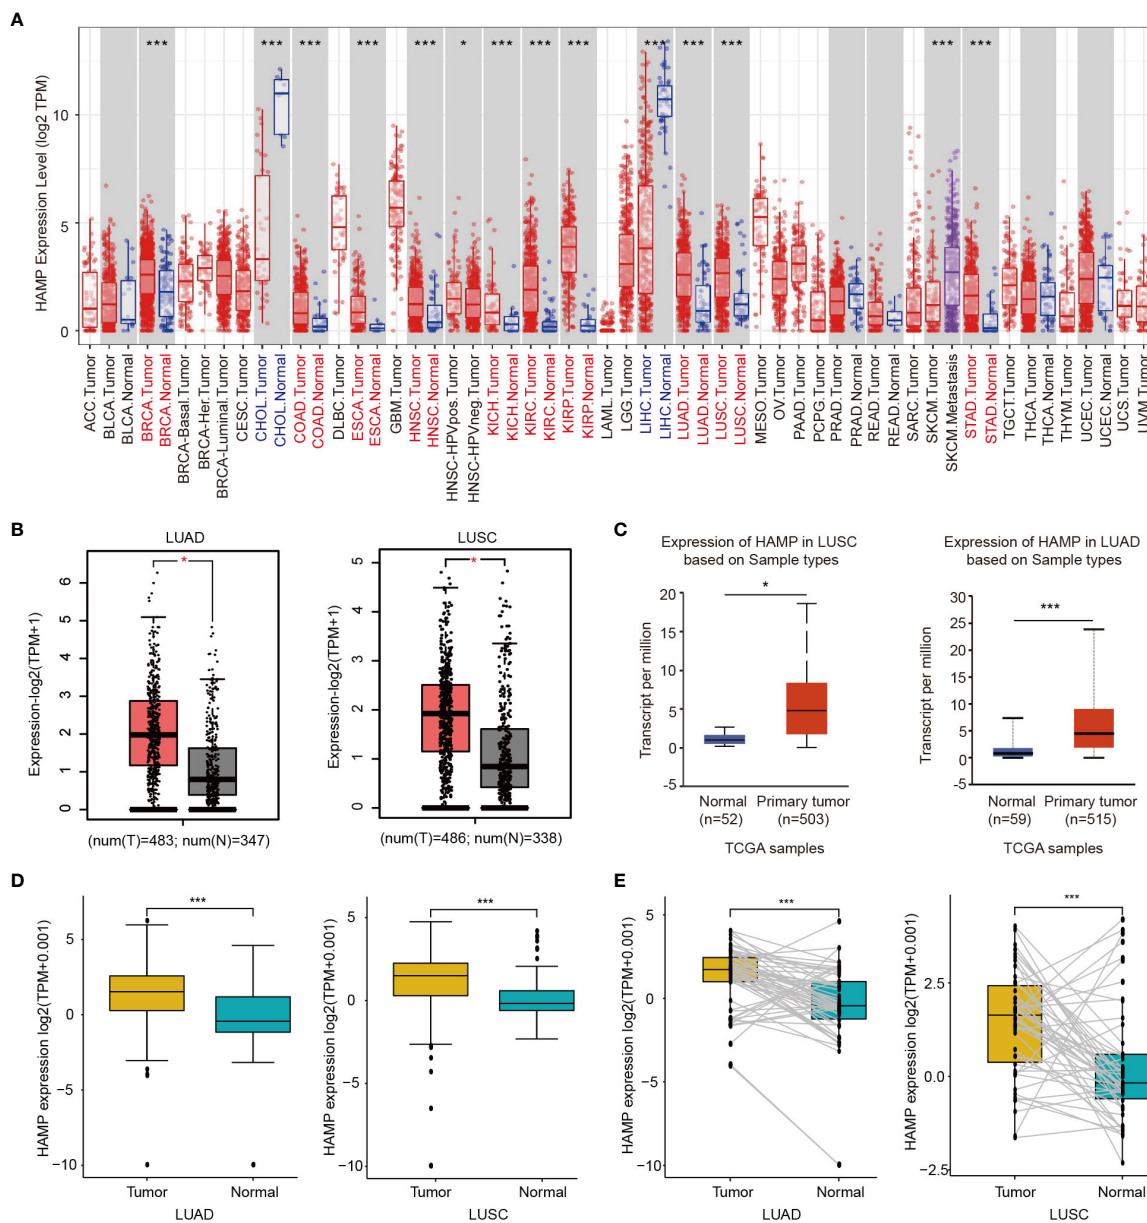 A
HAMP Expression Level (log2 TPM)
10
5
0
*** *** *** *** *** * *** *** *** *** *** *** *** ***
ACC.Tumor
BLCA.Tumor
BLCA.Normal
BRCA.Tumor
BRCA.Normal
BRCA-Basal.Tumor
BRCA-Her.Tumor
BRCA-Luminal.Tumor
CESC.Tumor
CHOL.Tumor
CHOL.Normal
COAD.Tumor
COAD.Normal
DLBC.Tumor
ESCA.Tumor
ESCA.Normal
GBM.Tumor
HNSC.Tumor
HNSC.Normal
HNSC-HPVpos.Tumor
HNSC-HPVneg.Tumor
KICH.Tumor
KICH.Normal
KIRC.Tumor
KIRC.Normal
KIRP.Tumor
KIRP.Normal
LAML.Tumor
LGG.Tumor
LIHC.Tumor
LIHC.Normal
LUAD.Tumor
LUAD.Normal
LUSC.Tumor
LUSC.Normal
MESO.Tumor
OV.Tumor
PAAD.Tumor
PCPG.Tumor
PRAD.Tumor
PRAD.Normal
READ.Tumor
READ.Normal
SARC.Tumor
SKCM.Tumor
SKCM.Metastasis
STAD.Tumor
STAD.Normal
TGCT.Tumor
THCA.Tumor
THCA.Normal
THYM.Tumor
UCEC.Tumor
UCEC.Normal
UCS.Tumor
UVM.Tumor
B
LUAD
*
Expression-log2(TPM+1)
6
5
4
3
2
1
0
(num(T)=483; num(N)=347)
LUSC
*
Expression-log2(TPM+1)
5
4
3
2
1
0
(num(T)=486; num(N)=338)
C
Expression of HAMP in LUSC
based on Sample types
*
Transcript per million
20
15
10
5
0
−5
Normal Primary tumor
(n=52) (n=503)
TCGA samples
Expression of HAMP in LUAD
based on Sample types
***
Transcript per million
30
25
20
15
10
5
0
−5
Normal Primary tumor
(n=59) (n=515)
TCGA samples
D
***
HAMP expression log2(TPM+0.001)
5
0
−5
−10
Tumor Normal
LUAD
***
HAMP expression log2(TPM+0.001)
5
0
−5
−10
Tumor Normal
LUSC
E
***
HAMP expression log2(TPM+0.001)
5
0
−5
−10
Tumor Normal
LUAD
***
HAMP expression log2(TPM+0.001)
2.5
0.0
−2.5
Tumor Normal
LUSC